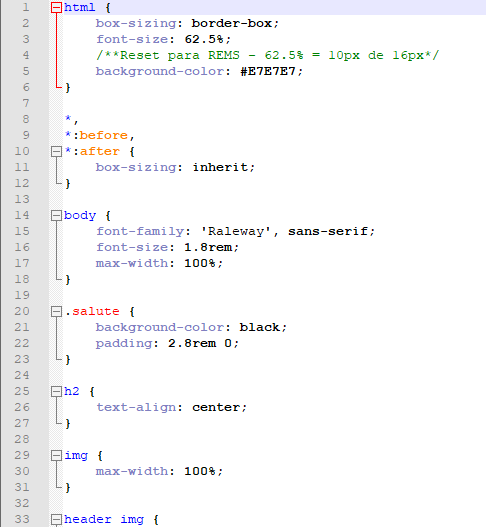 1 html {
2     box-sizing: border-box;
3     font-size: 62.5%;
4     /**Reset para REMS - 62.5% = 10px de 16px*/
5     background-color: #E7E7E7;
6 }
7
8 *,
9 *:before,
10 *:after {
11     box-sizing: inherit;
12 }
13
14 body {
15     font-family: 'Raleway', sans-serif;
16     font-size: 1.8rem;
17     max-width: 100%;
18 }
19
20 .salute {
21     background-color: black;
22     padding: 2.8rem 0;
23 }
24
25 h2 {
26     text-align: center;
27 }
28
29 img {
30     max-width: 100%;
31 }
32
33 header img {